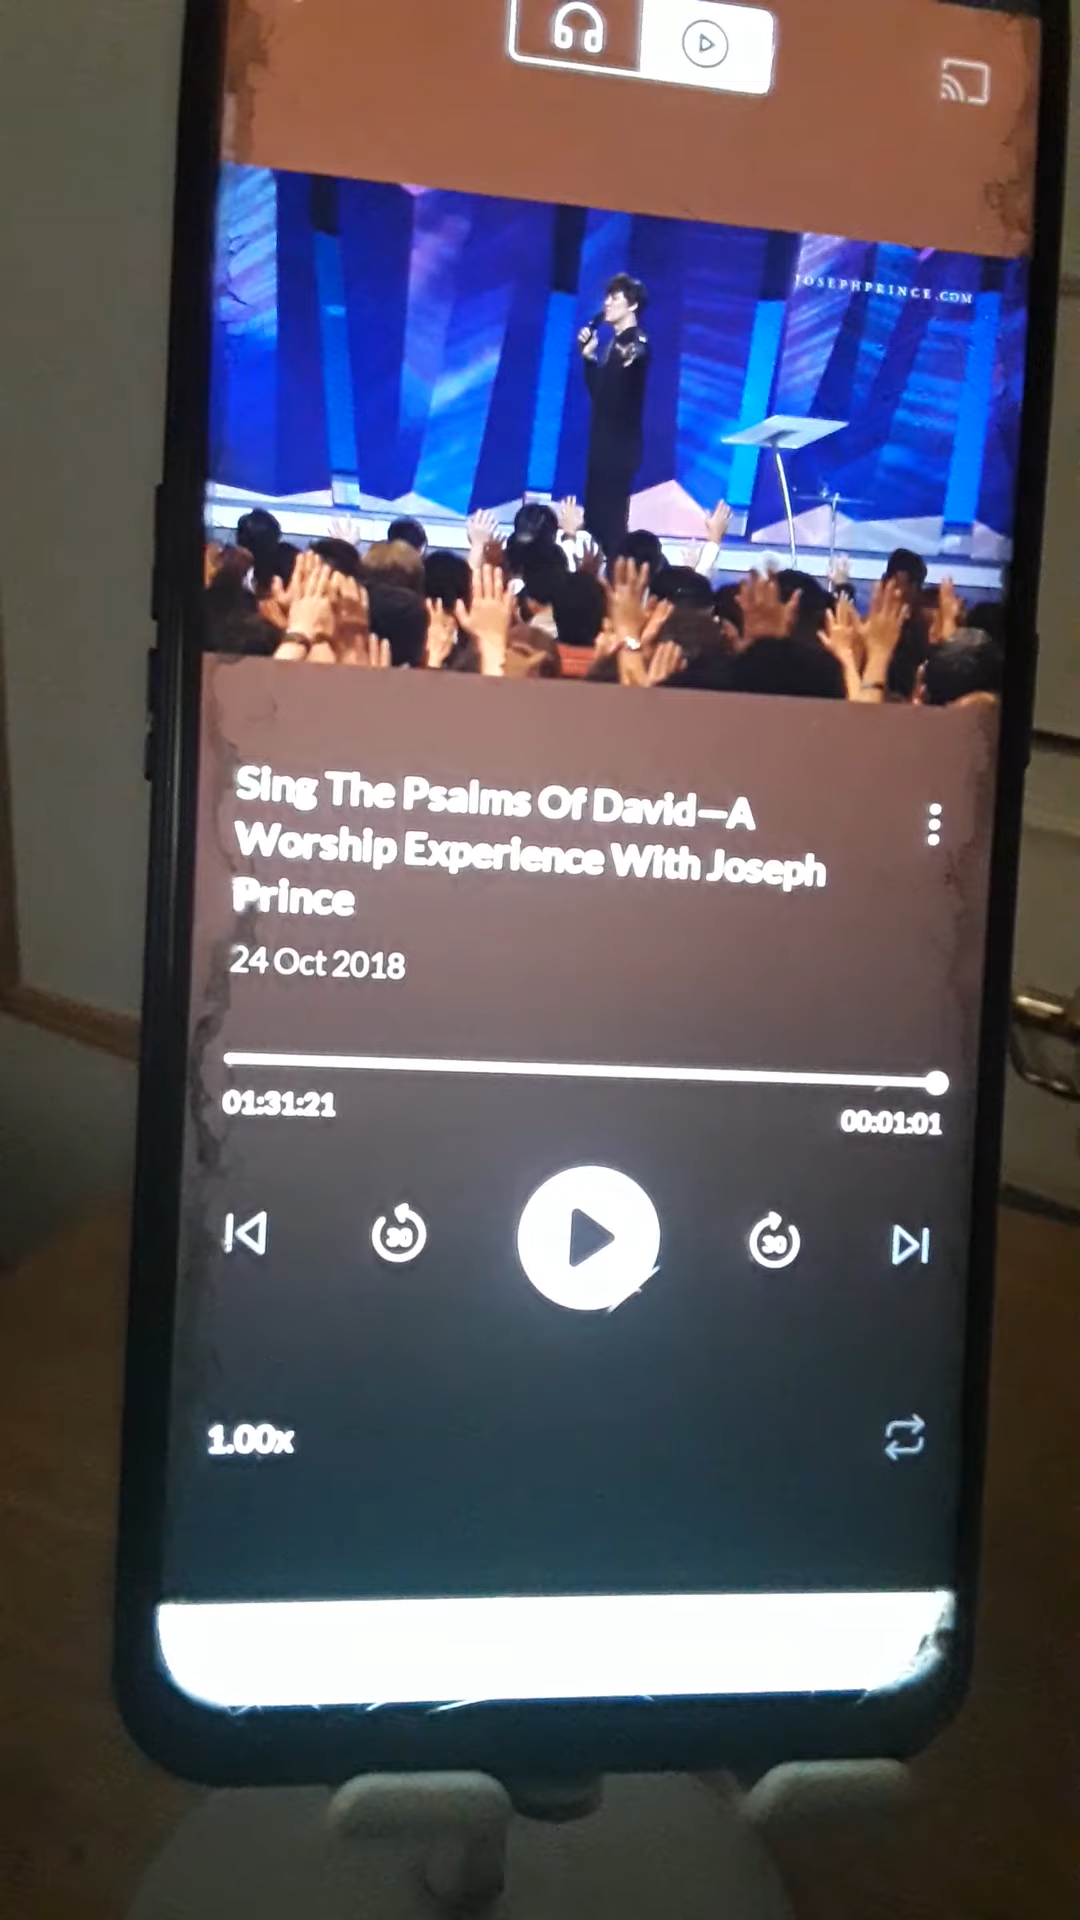 JOSEPHPRINCE.COM
Sing The Psalms Of David—A
Worship Experience With Joseph
Prince
24 Oct 2018
01:31:21
00:01:01
30
30
1.00x